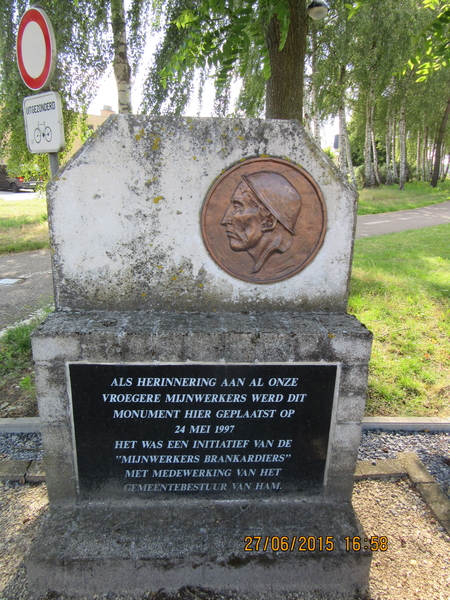 UITGEZONDERD
ALS HERINNERING AAN AL ONZE
VROEGERE MIJNWERKERS WERD DIT
MONUMENT HIER GEPLAATST OP
24 MEI 1997
HET WAS EEN INITIATIEF VAN DE
"MIJNWERKERS BRANKARDIERS"
MET MEDEWERKING VAN HET
GEMEENTEBESTUUR VAN HAM.
27/06/2015 16:58